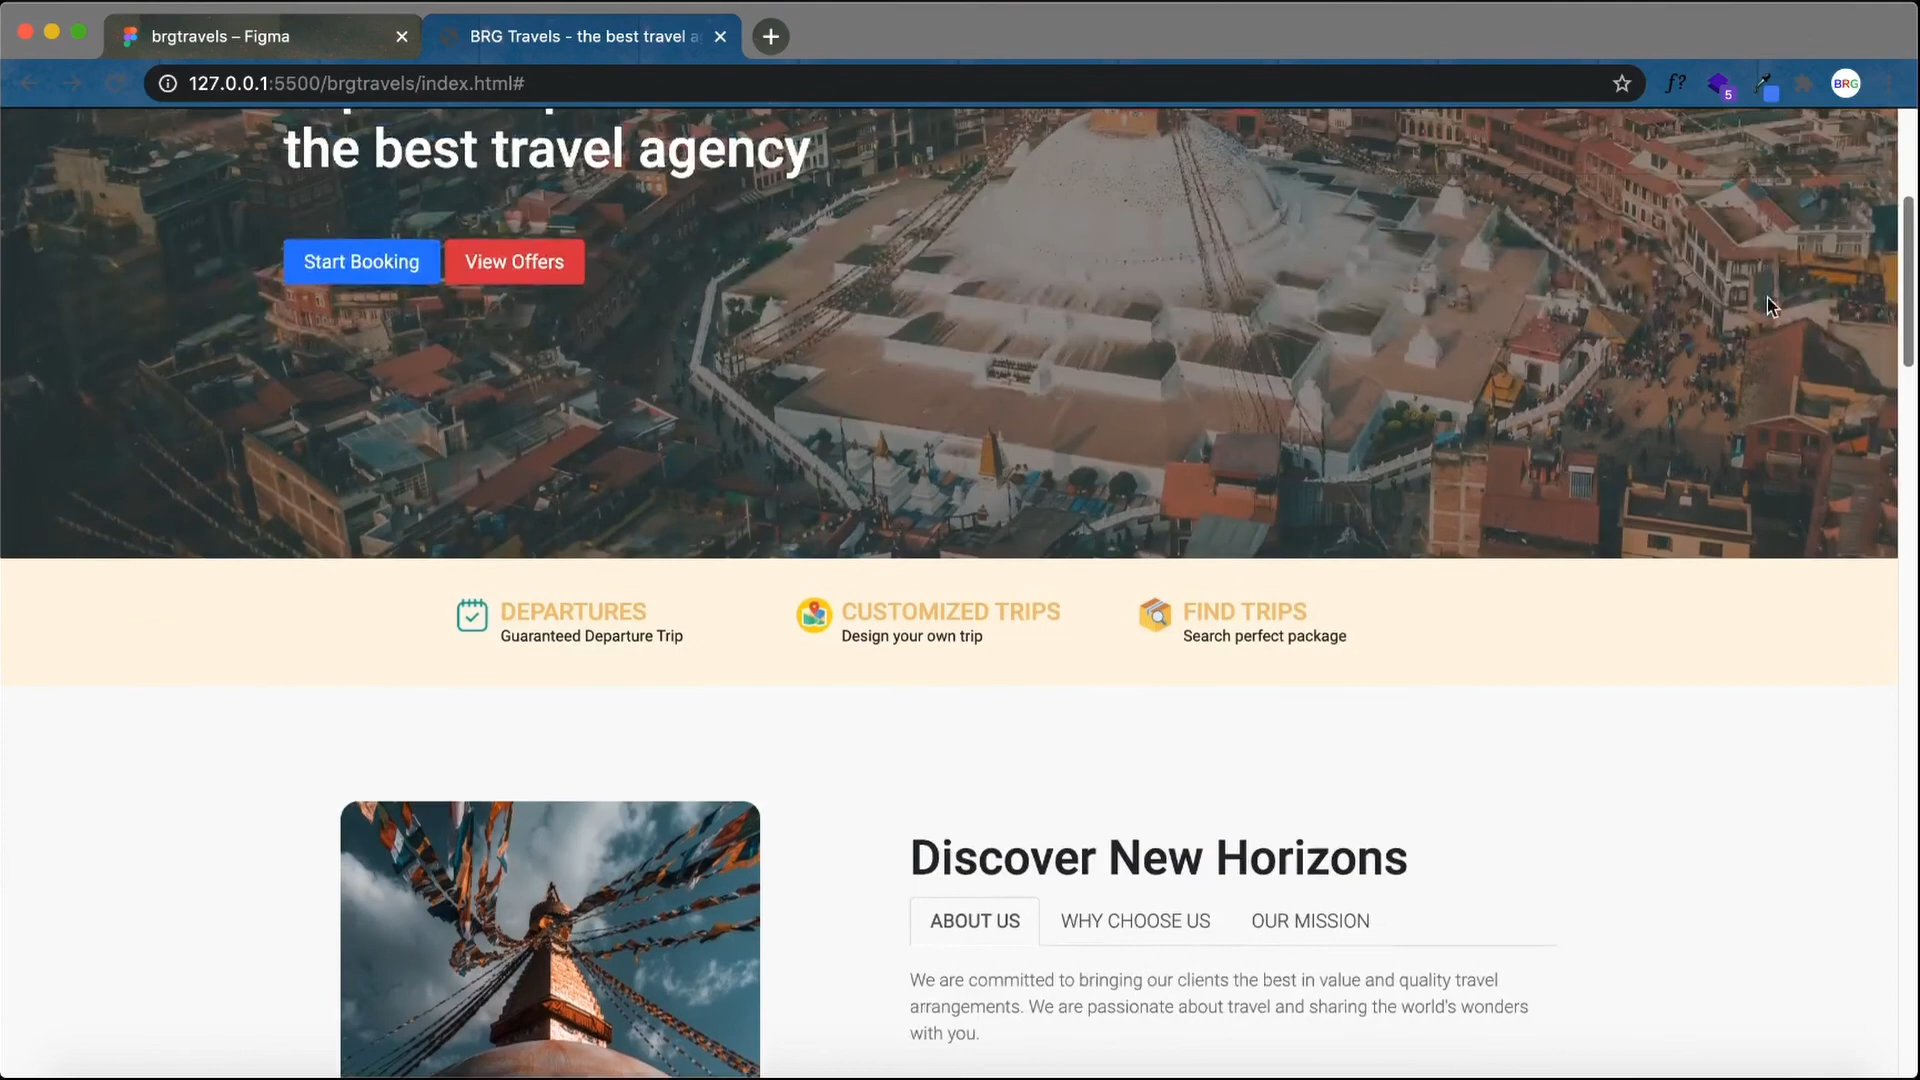 brgtravels – Figma
BRG Travels - the best travel a
127.0.0.1:5500/brgtravels/index.html#
f?
5
BRG
the best travel agency
Start Booking
View Offers
DEPARTURES
Guaranteed Departure Trip
CUSTOMIZED TRIPS
Design your own trip
FIND TRIPS
Search perfect package
Discover New Horizons
ABOUT US
WHY CHOOSE US
OUR MISSION
We are committed to bringing our clients the best in value and quality travel
arrangements. We are passionate about travel and sharing the world's wonders
with you.